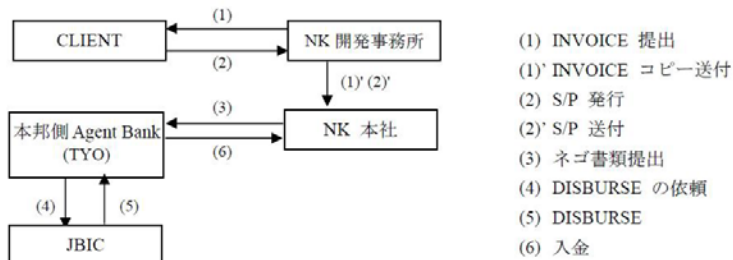 (1)
CLIENT
NK 開発事務所
(2)
(1)' (2)'
(3)
本邦側 Agent Bank
(TYO)
NK 本社
(6)
(4)
(5)
JBIC
(1) INVOICE 提出
(1)' INVOICE コピー送付
(2) S/P 発行
(2)' S/P 送付
(3) ネゴ書類提出
(4) DISBURSE の依頼
(5) DISBURSE
(6) 入金